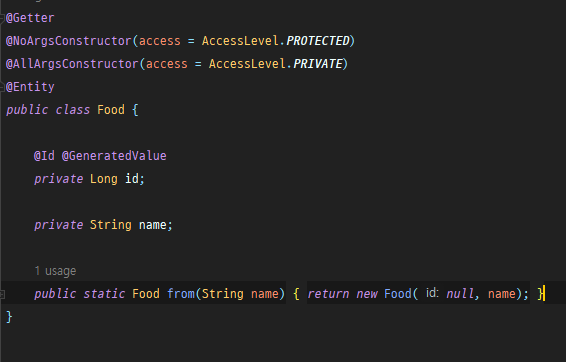 @Getter
@NoArgsConstructor(access = AccessLevel.PROTECTED)
@AllArgsConstructor(access = AccessLevel.PRIVATE)
@Entity
public class Food {
@Id @GeneratedValue
private Long id;
private String name;
1 usage
public static Food from(String name) { return new Food( id: null, name); }
}